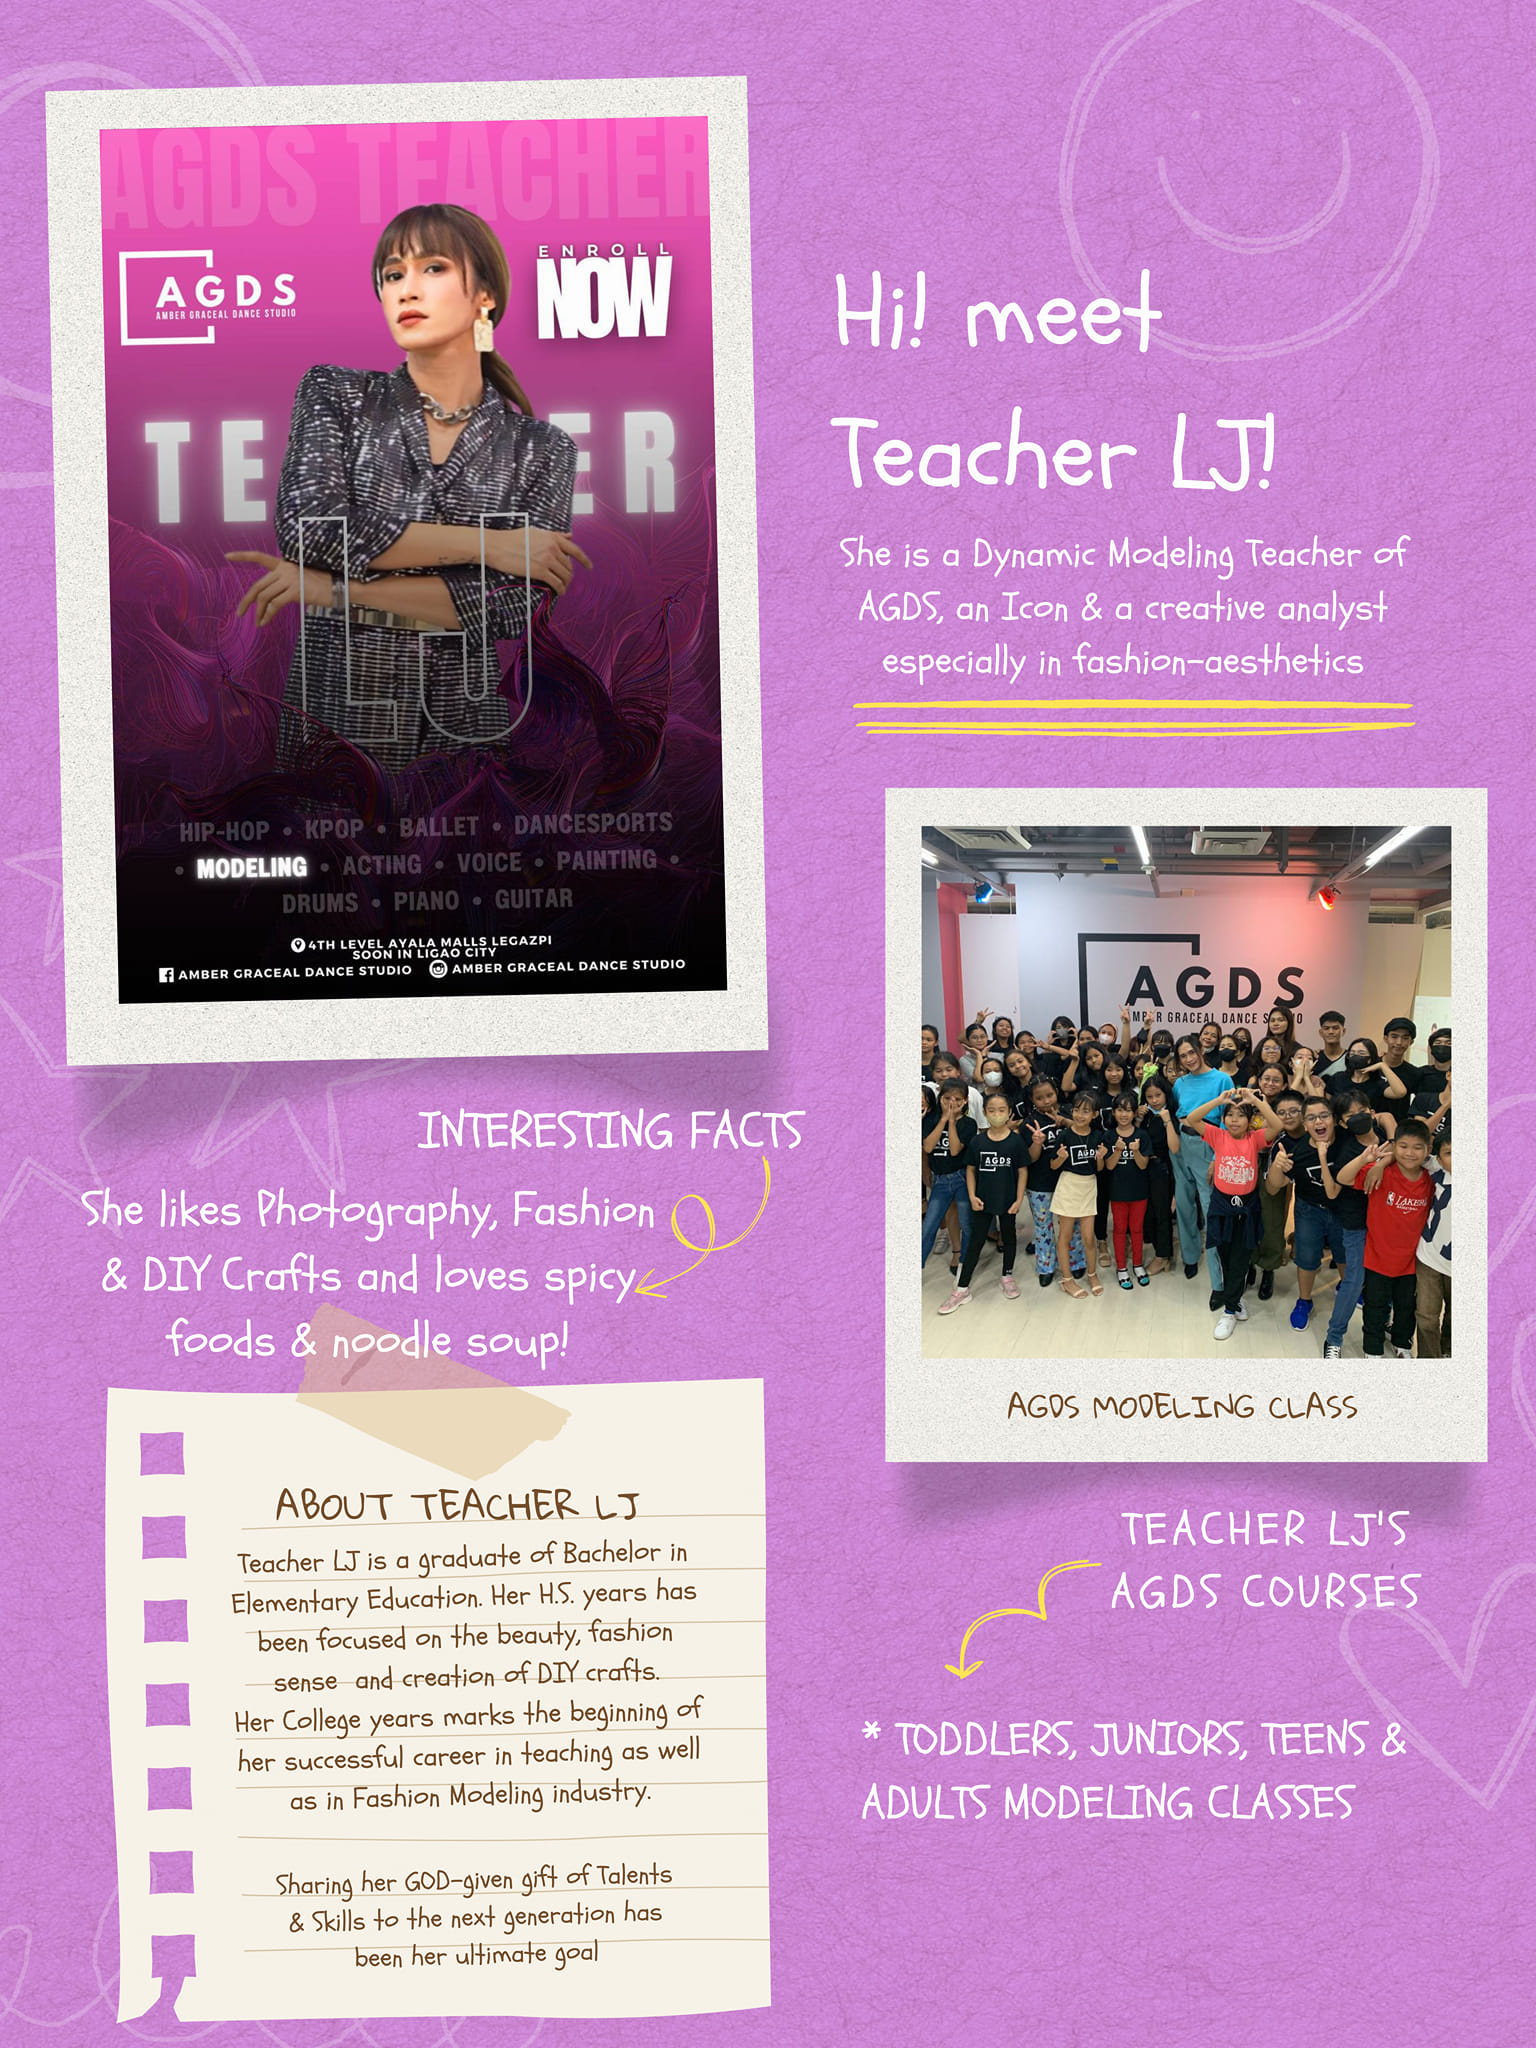 AGDS TEACHER
AGDS
AMBER GRACEAL DANCE STUDIO
ENROLL
NOW
TE ER
LJ
HIP-HOP • KPOP • BALLET • DANCESPORTS
• MODELING • ACTING • VOICE • PAINTING •
DRUMS • PIANO • GUITAR
4TH LEVEL AYALA MALLS LEGAZPI
SOON IN LIGAO CITY
AMBER GRACEAL DANCE STUDIO AMBER GRACEAL DANCE STUDIO
Hi! meet
Teacher LJ!
She is a Dynamic Modeling Teacher of
AGDS, an Icon & a creative analyst
especially in fashion-aesthetics
AGDS
GRACEAL DANCE
AGDS
LAKERS
AGDS MODELING CLASS
INTERESTING FACTS
She likes Photography, Fashion
& DIY Crafts and loves spicy
foods & noodle soup!
ABOUT TEACHER LJ
Teacher LJ is a graduate of Bachelor in
Elementary Education. Her H.S. years has
been focused on the beauty, fashion
sense and creation of DIY crafts.
Her College years marks the beginning of
her successful career in teaching as well
as in Fashion Modeling industry.
Sharing her GOD-given gift of Talents
& Skills to the next generation has
been her ultimate goal
TEACHER LJ'S
AGDS COURSES
* TODDLERS, JUNIORS, TEENS &
ADULTS MODELING CLASSES